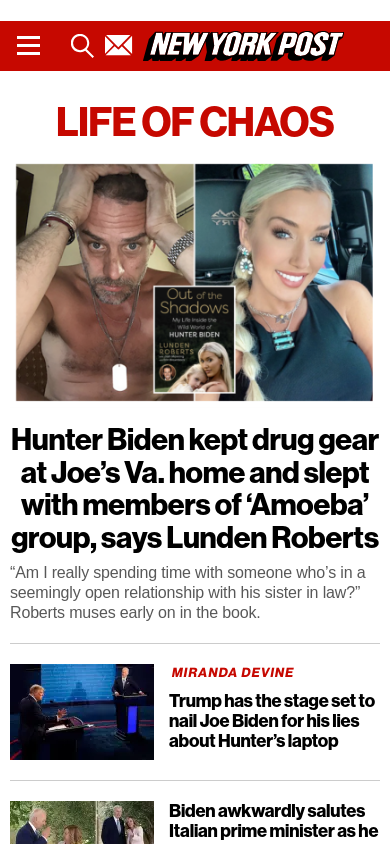 NEW YORK POST
LIFE OF CHAOS
Out of the
Shadows
My Life Inside the
Wild World of
HUNTER BIDEN
LUNDEN
ROBERTS
Hunter Biden kept drug gear
at Joe’s Va. home and slept
with members of ‘Amoeba’
group, says Lunden Roberts
“Am I really spending time with someone who’s in a
seemingly open relationship with his sister in law?”
Roberts muses early on in the book.
MIRANDA DEVINE
Trump has the stage set to
nail Joe Biden for his lies
about Hunter’s laptop
Biden awkwardly salutes
Italian prime minister as he